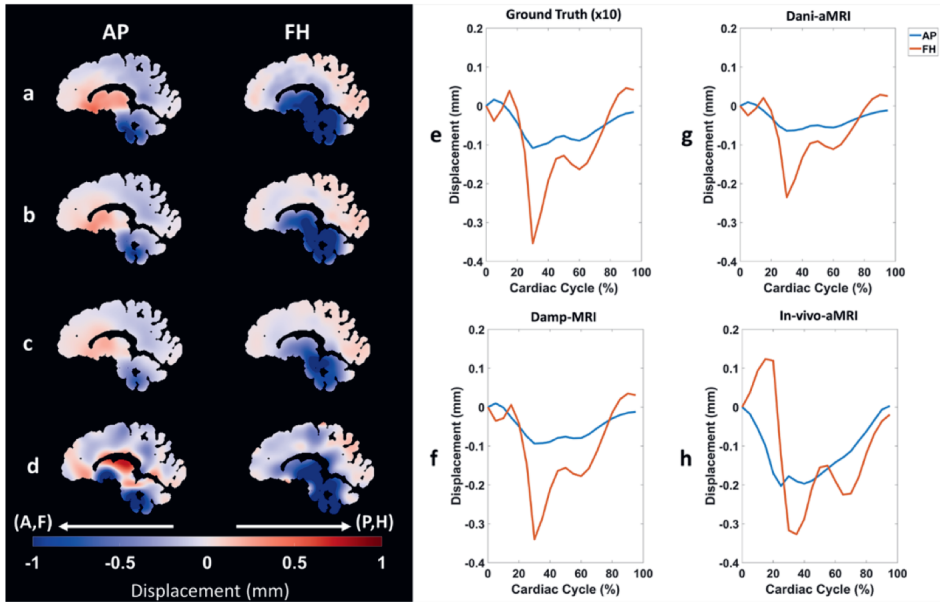 AP FH
a
b
c
d
(A,F) (P,H)
-1 -0.5 0 0.5 1
Displacement (mm)
Ground Truth (x10)
0.2
0.1
0
-0.1
-0.2
-0.3
-0.4
Displacement (mm)
e
0 20 40 60 80 100
Cardiac Cycle (%)
Dani-aMRI
AP
FH
0.2
0.1
0
-0.1
-0.2
-0.3
-0.4
Displacement (mm)
g
0 20 40 60 80 100
Cardiac Cycle (%)
Damp-MRI
0.2
0.1
0
-0.1
-0.2
-0.3
-0.4
Displacement (mm)
f
0 20 40 60 80 100
Cardiac Cycle (%)
In-vivo-aMRI
0.2
0.1
0
-0.1
-0.2
-0.3
-0.4
Displacement (mm)
h
0 20 40 60 80 100
Cardiac Cycle (%)